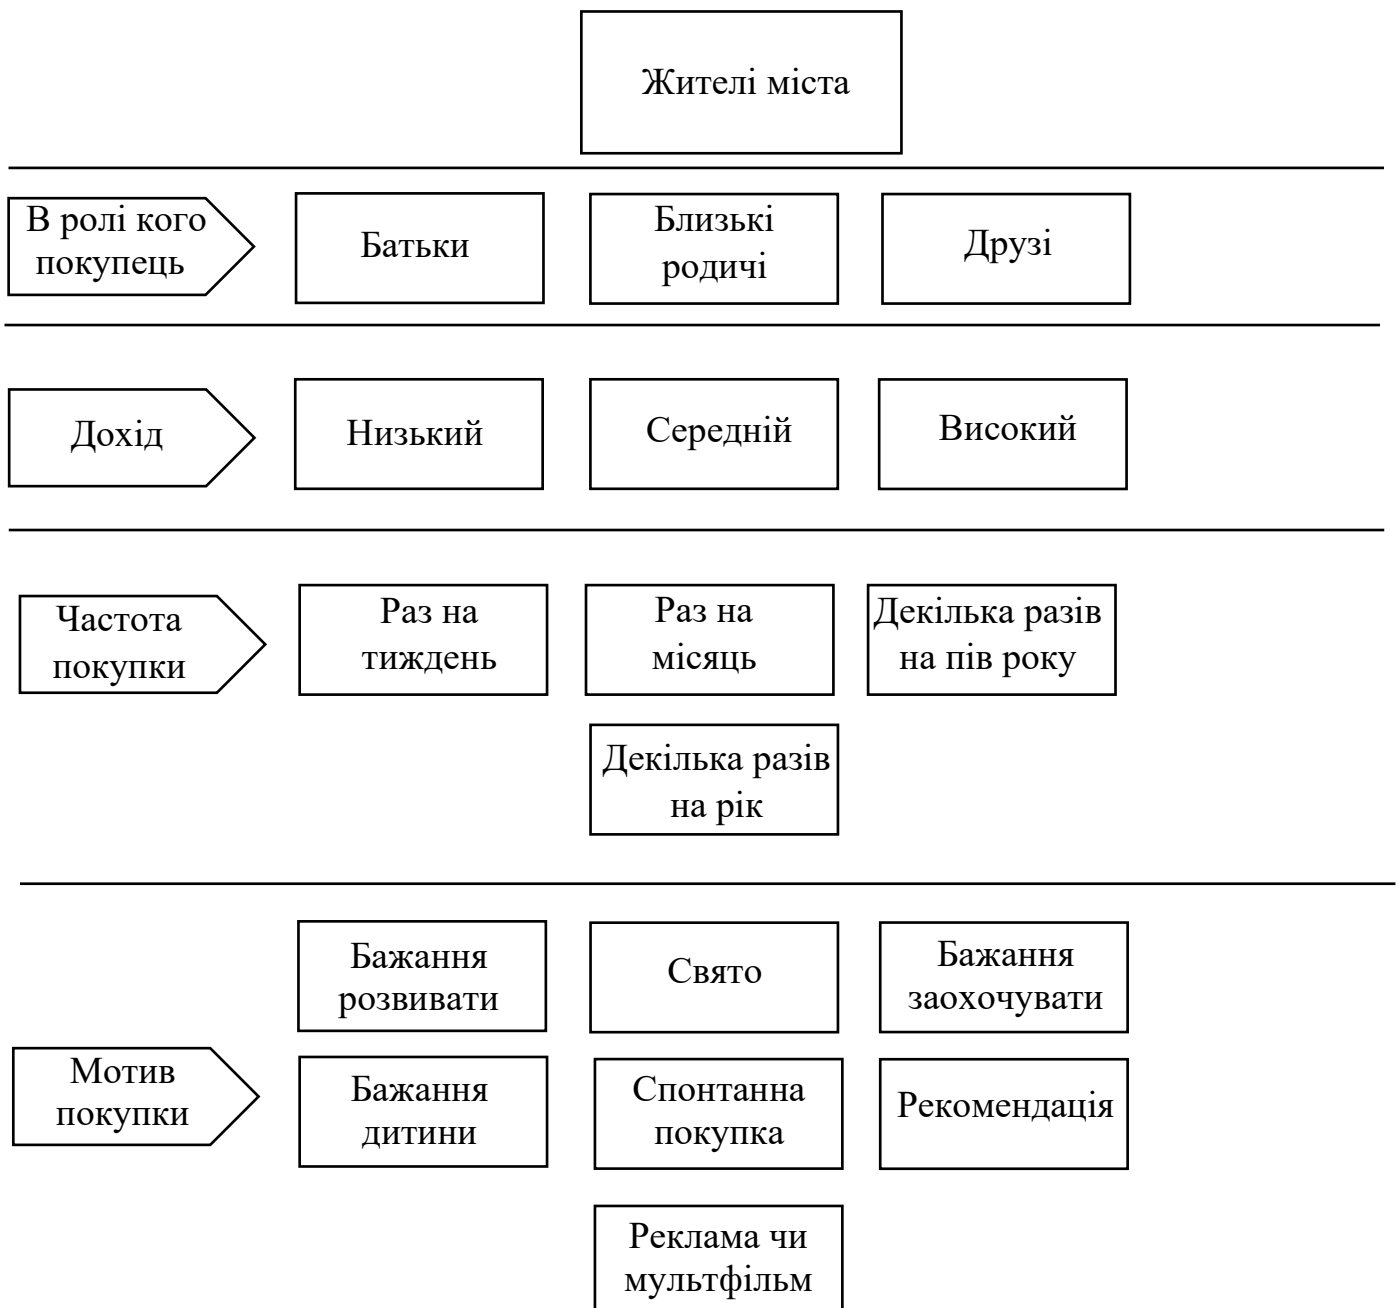 Жителі міста
В ролі кого
покупець
Батьки
Близькі
родичі
Друзі
Дохід
Низький
Середній
Високий
Частота
покупки
Раз на
тиждень
Раз на
місяць
Декілька разів
на пів року
Декілька разів
на рік
Мотив
покупки
Бажання
розвивати
Свято
Бажання
заохочувати
Бажання
дитини
Спонтанна
покупка
Рекомендація
Реклама чи
мультфільм